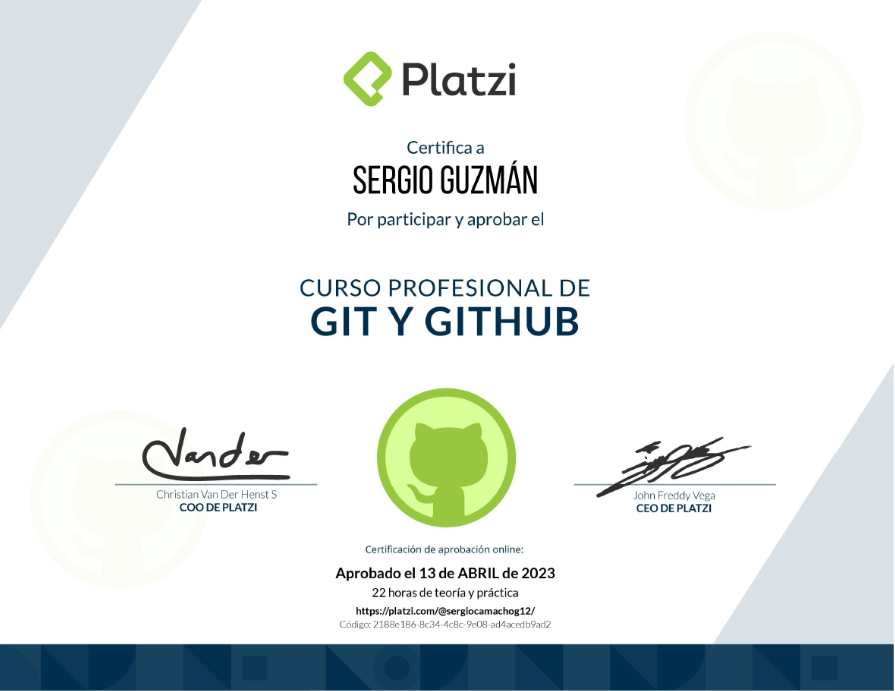 Platzi
Certifica a
SERGIO GUZMÁN
Por participar y aprobar el
CURSO PROFESIONAL DE
GIT Y GITHUB
Vander
Christian Van Der Henst S
COO DE PLATZI
John Freddy Vega
CEO DE PLATZI
Certificación de aprobación online:
Aprobado el 13 de ABRIL de 2023
22 horas de teoría y práctica
https://platzi.com/@sergiocamachog12/
Código: 2188e186-8c34-4c8c-9e08-ad4acedb9ad2